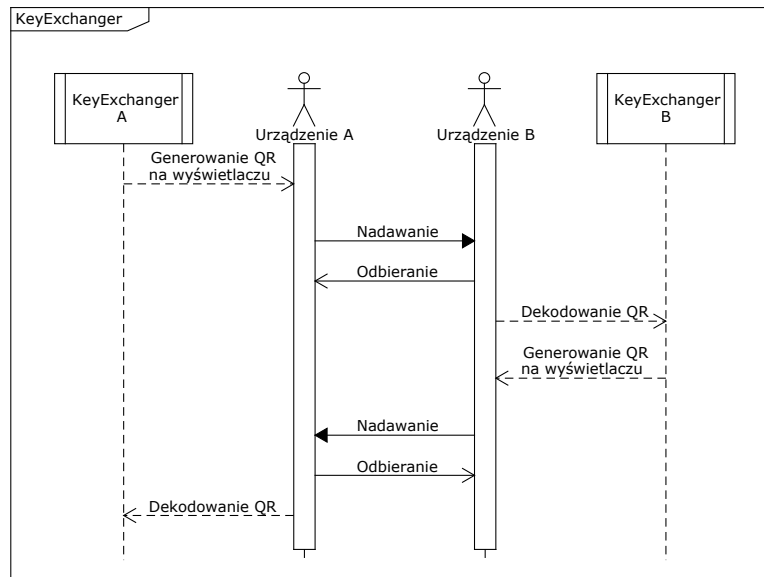 KeyExchanger
KeyExchanger
A
Urządzenie A
Urządzenie B
KeyExchanger
B
Generowanie QR
na wyświetlaczu
Nadawanie
Odbieranie
Dekodowanie QR
Generowanie QR
na wyświetlaczu
Nadawanie
Odbieranie
Dekodowanie QR